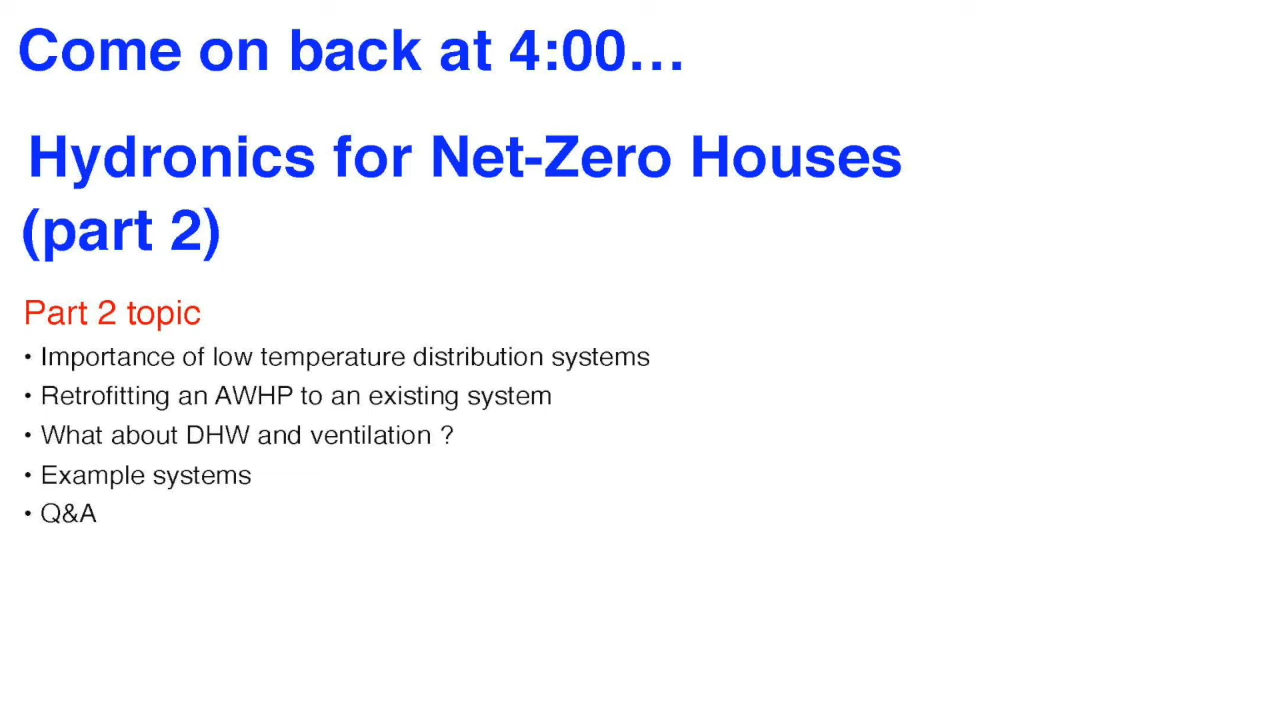 Come on back at 4:00…
Hydronics for Net-Zero Houses
(part 2)
Part 2 topic
• Importance of low temperature distribution systems
• Retrofitting an AWHP to an existing system
• What about DHW and ventilation ?
• Example systems
• Q&A